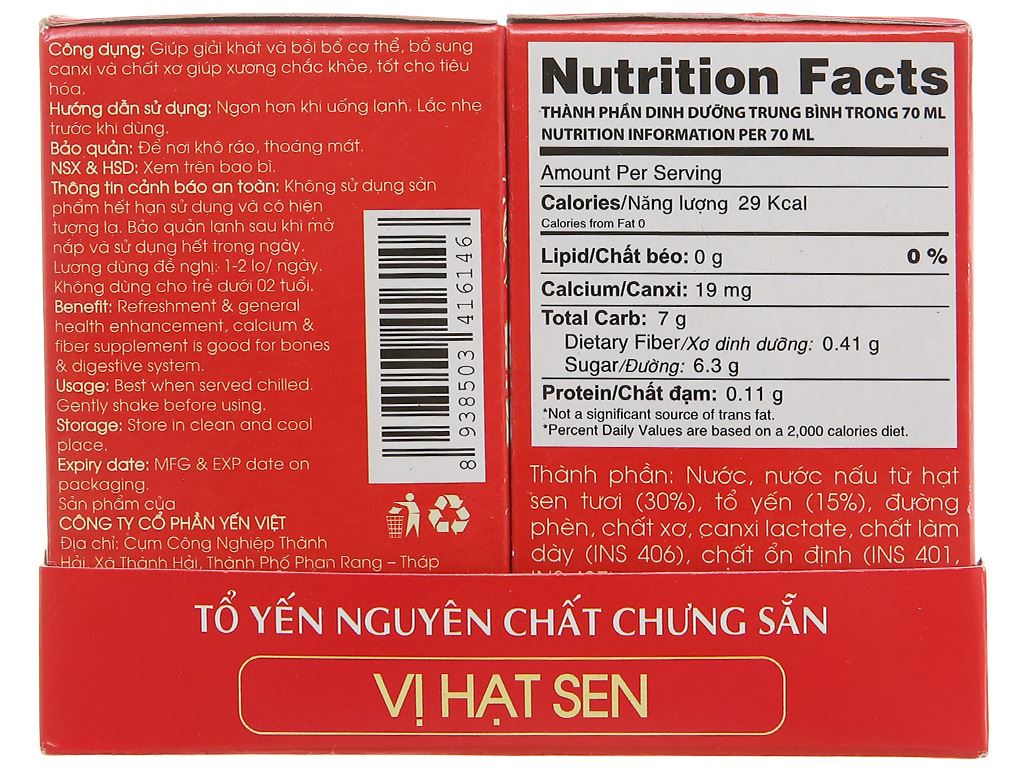 Công dụng: Giúp giải khát và bồi bổ cơ thể, bổ sung
canxi và chất xơ giúp xương chắc khỏe, tốt cho tiêu
hóa.
Hướng dẫn sử dụng: Ngon hơn khi uống lạnh. Lắc nhẹ
trước khi dùng.
Bảo quản: Để nơi khô ráo, thoáng mát.
NSX & HSD: Xem trên bao bì.
Thông tin cảnh báo an toàn: Không sử dụng sản
phẩm hết hạn sử dụng và có hiện
tượng lạ. Bảo quản lạnh sau khi mở
nắp và sử dụng hết trong ngày.
Lượng dùng đề nghị: 1-2 lọ/ ngày.
Không dùng cho trẻ dưới 02 tuổi.
Benefit: Refreshment & general
health enhancement, calcium &
fiber supplement is good for bones
& digestive system.
Usage: Best when served chilled.
Gently shake before using.
Storage: Store in clean and cool
place.
Expiry date: MFG & EXP date on
packaging.
Sản phẩm của
CÔNG TY CỔ PHẦN YẾN VIỆT
Địa chỉ: Cụm Công Nghiệp Thành
Hải, Xã Thành Hải, Thành Phố Phan Rang – Tháp
8 938503 416146
Nutrition Facts
THÀNH PHẦN DINH DƯỠNG TRUNG BÌNH TRONG 70 ML
NUTRITION INFORMATION PER 70 ML
Amount Per Serving
Calories/Năng lượng 29 Kcal
Calories from Fat 0
Lipid/Chất béo: 0 g 0 %
Calcium/Canxi: 19 mg
Total Carb: 7 g
Dietary Fiber/Xơ dinh dưỡng: 0.41 g
Sugar/Đường: 6.3 g
Protein/Chất đạm: 0.11 g
*Not a significant source of trans fat.
*Percent Daily Values are based on a 2,000 calories diet.
Thành phần: Nước, nước nấu từ hạt
sen tươi (30%), tổ yến (15%), đường
phèn, chất xơ, canxi lactate, chất làm
dày (INS 406), chất ổn định (INS 401,
TỔ YẾN NGUYÊN CHẤT CHƯNG SẴN
VỊ HẠT SEN